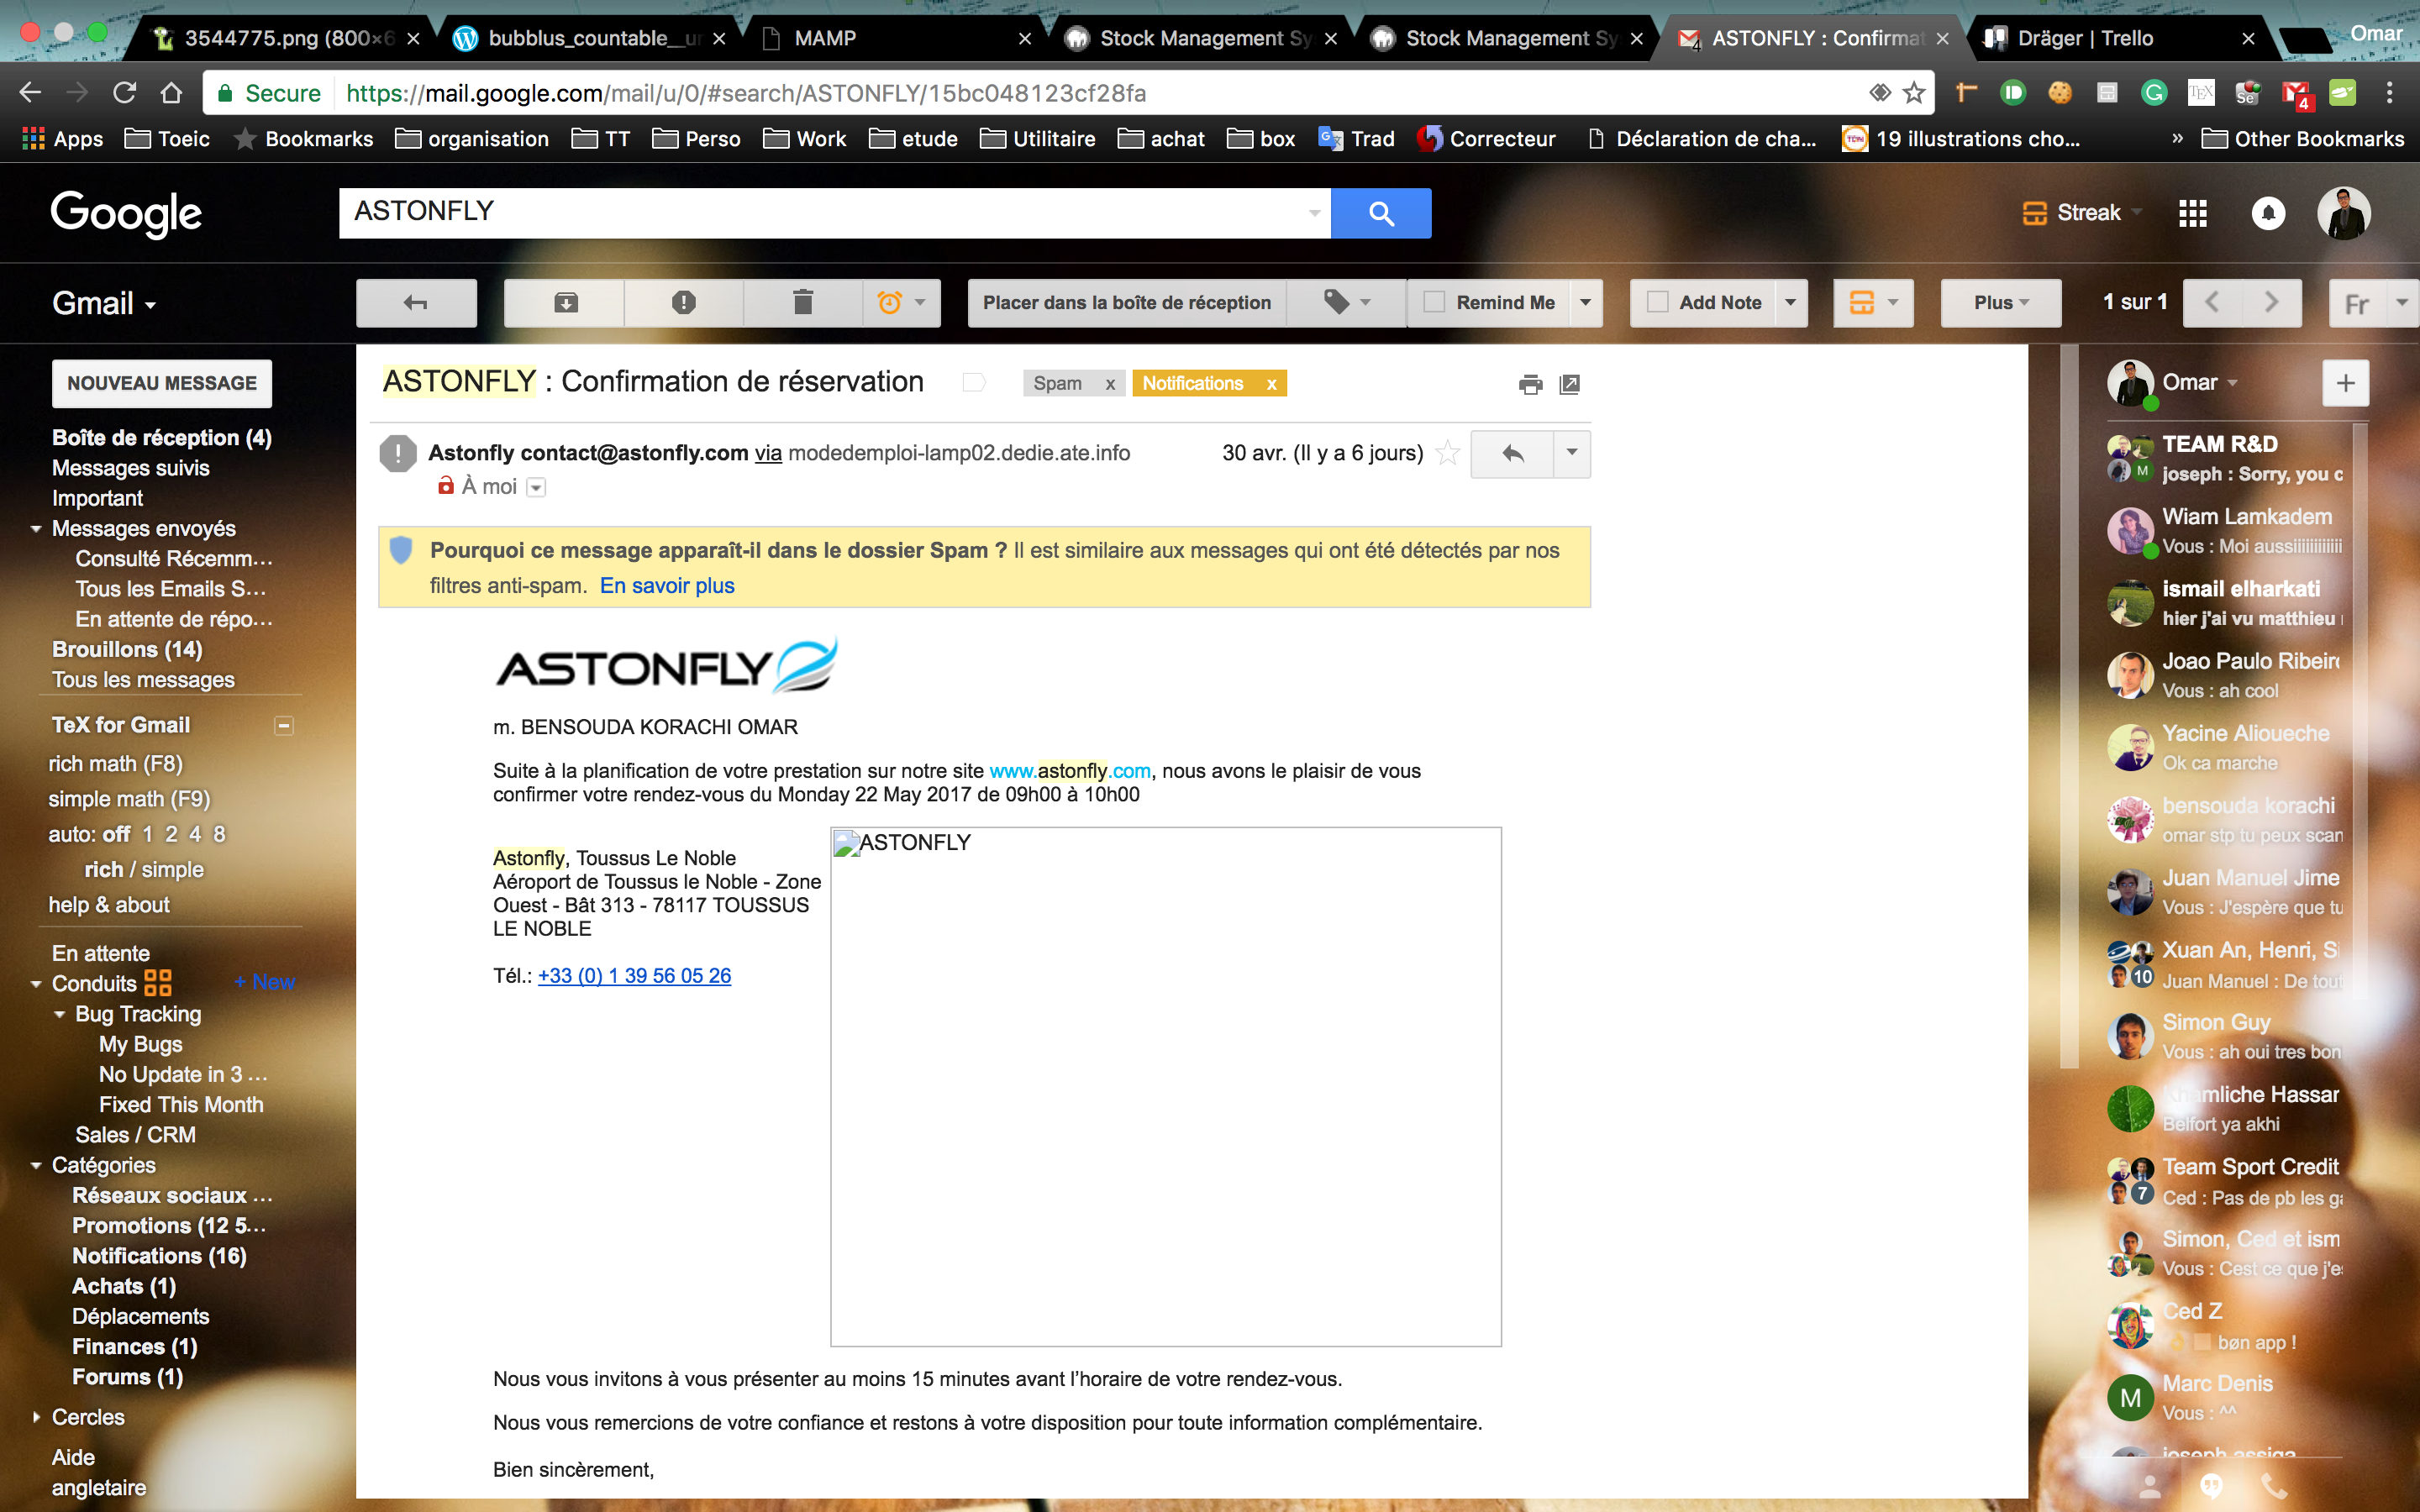 3544775.png (800×6
bubblus_countable_
MAMP
Stock Management Sy
Stock Management Sy
ASTONFLY : Confirmat
Dräger | Trello
Omar
Secure
https://mail.google.com/mail/u/0/#search/ASTONFLY/15bc048123cf28fa
4
Apps
Toeic
Bookmarks
organisation
TT
Perso
Work
etude
Utilitaire
achat
box
Trad
Correcteur
Déclaration de cha...
19 illustrations cho...
»
Other Bookmarks
Google
ASTONFLY
Streak
Gmail
Placer dans la boîte de réception
Remind Me
Add Note
Plus
1 sur 1
Fr
NOUVEAU MESSAGE
Boîte de réception (4)
Messages suivis
Important
Messages envoyés
Consulté Récemm...
Tous les Emails S...
En attente de répo...
Brouillons (14)
Tous les messages
TeX for Gmail
rich math (F8)
simple math (F9)
auto: off 1 2 4 8
rich / simple
help & about
En attente
Conduits
+ New
Bug Tracking
My Bugs
No Update in 3 ...
Fixed This Month
Sales / CRM
Catégories
Réseaux sociaux ...
Promotions (12 5...
Notifications (16)
Achats (1)
Déplacements
Finances (1)
Forums (1)
Cercles
Aide
angletaire
ASTONFLY : Confirmation de réservation
Spam x
Notifications x
Astonfly contact@astonfly.com via modedemploi-lamp02.dedie.ate.info
30 avr. (Il y a 6 jours)
À moi
Pourquoi ce message apparaît-il dans le dossier Spam ? Il est similaire aux messages qui ont été détectés par nos
filtres anti-spam. En savoir plus
ASTONFLY
m. BENSOUDA KORACHI OMAR
Suite à la planification de votre prestation sur notre site www.astonfly.com, nous avons le plaisir de vous
confirmer votre rendez-vous du Monday 22 May 2017 de 09h00 à 10h00
Astonfly, Toussus Le Noble
Aéroport de Toussus le Noble - Zone
Ouest - Bât 313 - 78117 TOUSSUS
LE NOBLE
Tél.: +33 (0) 1 39 56 05 26
ASTONFLY
Nous vous invitons à vous présenter au moins 15 minutes avant l'horaire de votre rendez-vous.
Nous vous remercions de votre confiance et restons à votre disposition pour toute information complémentaire.
Bien sincèrement,
Omar
TEAM R&D
joseph : Sorry, you c
Wiam Lamkadem
Vous : Moi aussiiiiiiiiiiiii
ismail elharkati
hier j'ai vu matthieu
Joao Paulo Ribeiro
Vous : ah cool
Yacine Alioueche
Ok ca marche
bensouda korachi
omar stp tu peux scan
Juan Manuel Jime
Vous : J'espère que tu
Xuan An, Henri, S
10
Juan Manuel : De tout
Simon Guy
Vous : ah oui tres bon
Khamliche Hassan
Belfort ya akhi
Team Sport Credit
7
Ced : Pas de pb les ga
Simon, Ced et ism
Vous : Cest ce que j'e
Ced Z
bøn app !
M
Marc Denis
Vous : ^^
joseph assiga